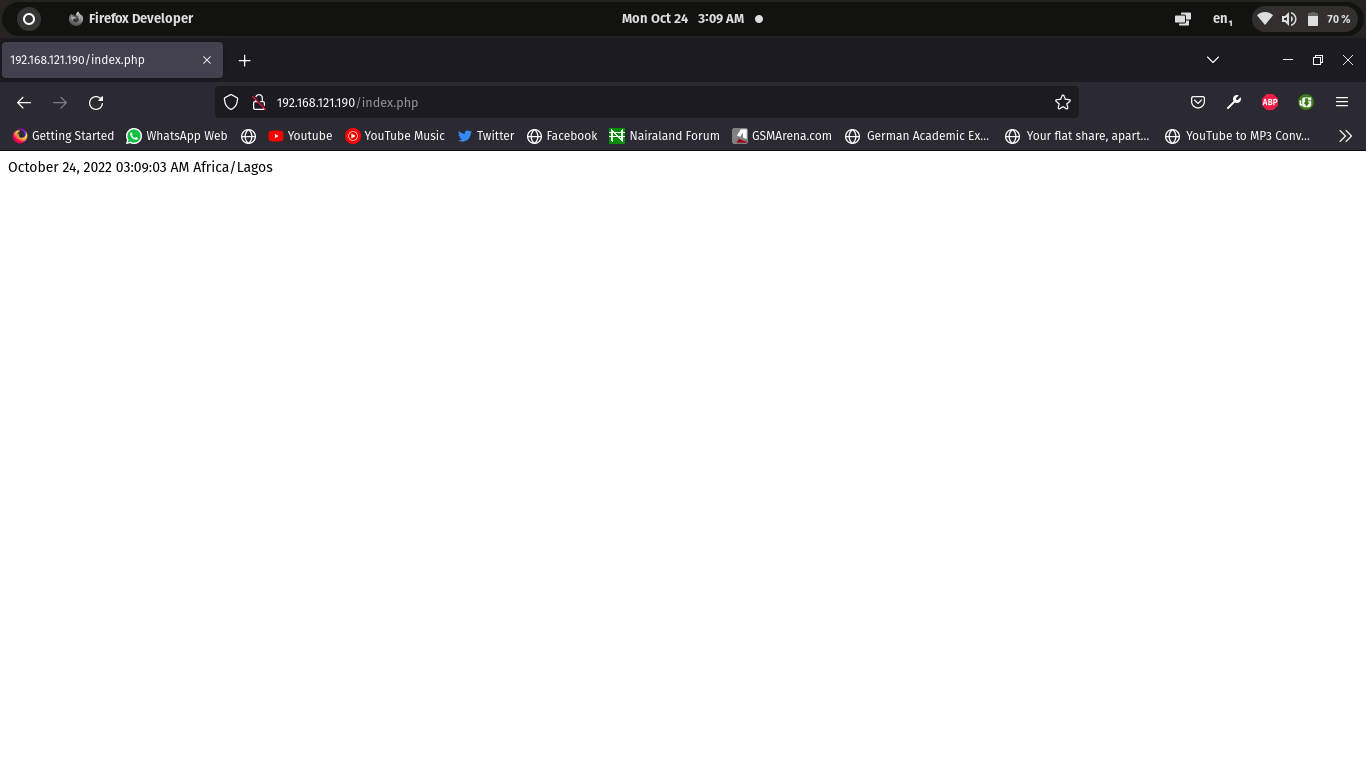 Firefox Developer Mon Oct 24 3:09 AM en₁ 70 %
192.168.121.190/index.php
192.168.121.190/index.php ABP
Getting Started WhatsApp Web Youtube YouTube Music Twitter Facebook Nairaland Forum GSMArena.com German Academic Ex... Your flat share, apart... YouTube to MP3 Conv...
October 24, 2022 03:09:03 AM Africa/Lagos